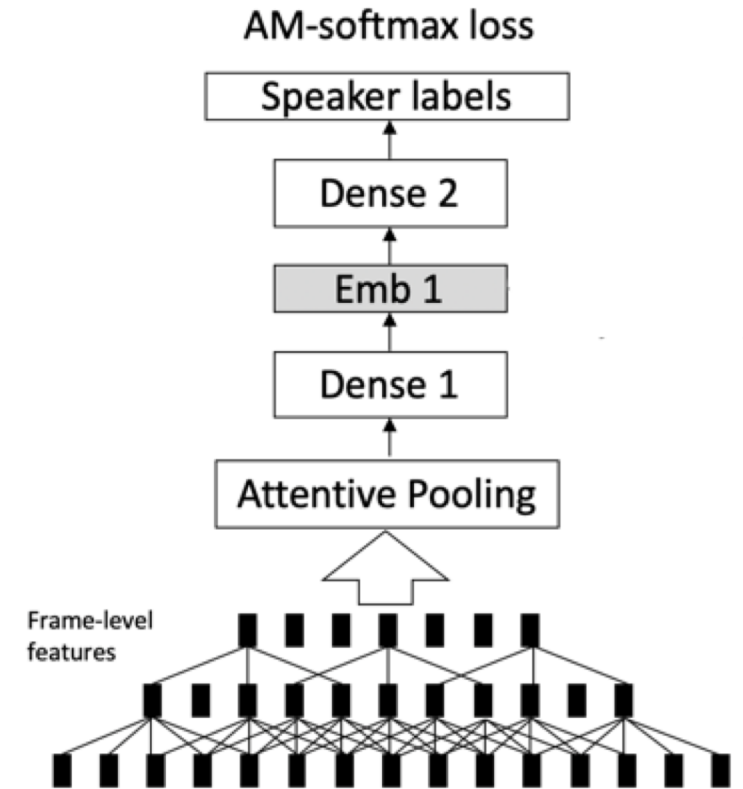 AM-softmax loss
Speaker labels
Dense 2
Emb 1
Dense 1
Attentive Pooling
Frame-level
features